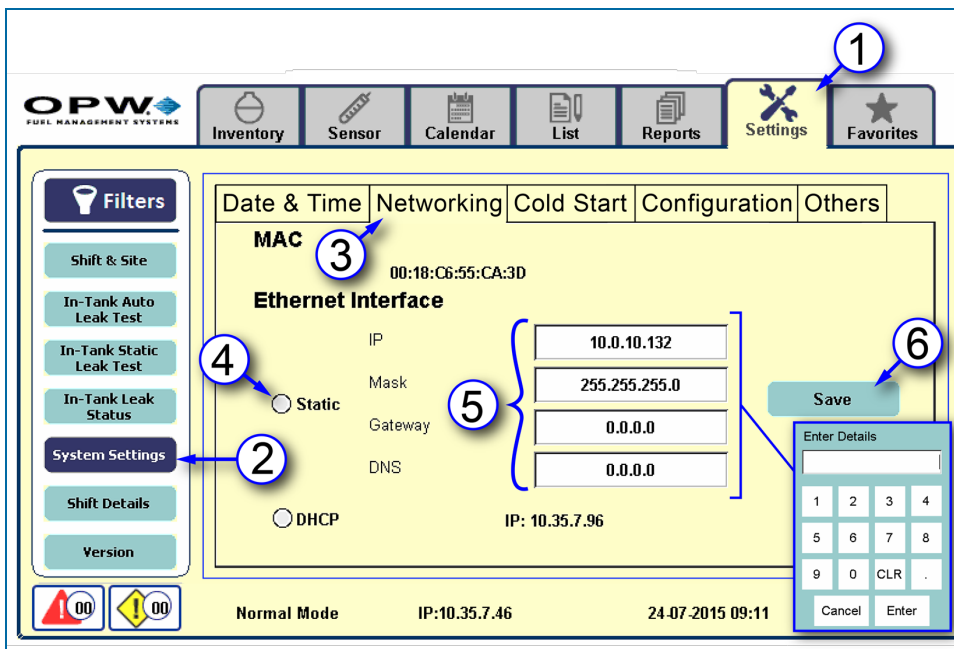 1
OPW
FUEL MANAGEMENT SYSTEMS
Inventory
Sensor
Calendar
List
Reports
Settings
Favorites
Filters
Shift & Site
In-Tank Auto
Leak Test
In-Tank Static
Leak Test
In-Tank Leak
Status
System Settings
2
Shift Details
Version
Date & Time
Networking
Cold Start
Configuration
Others
MAC
3
00:18:C6:55:CA:3D
Ethernet Interface
4
Static
5
IP
10.0.10.132
Mask
255.255.255.0
Gateway
0.0.0.0
DNS
0.0.0.0
DHCP
IP: 10.35.7.96
6
Save
Enter Details
1 2 3 4
5 6 7 8
9 0 CLR .
Cancel Enter
00
00
Normal Mode
IP:10.35.7.46
24-07-2015 09:11